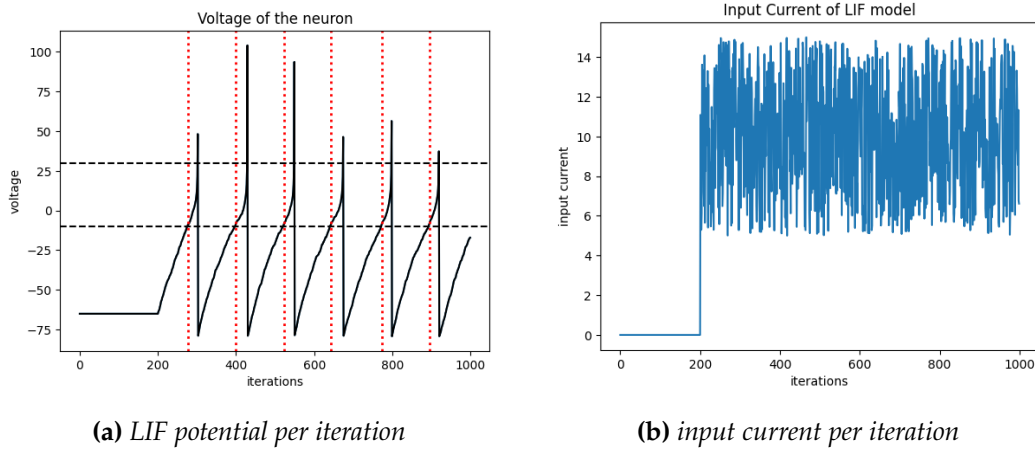 Voltage of the neuron
100
75
50
25
0
−25
−50
−75
voltage
0 200 400 600 800 1000
iterations
(a) LIF potential per iteration
Input Current of LIF model
14
12
10
8
6
4
2
0
input current
0 200 400 600 800 1000
iterations
(b) input current per iteration